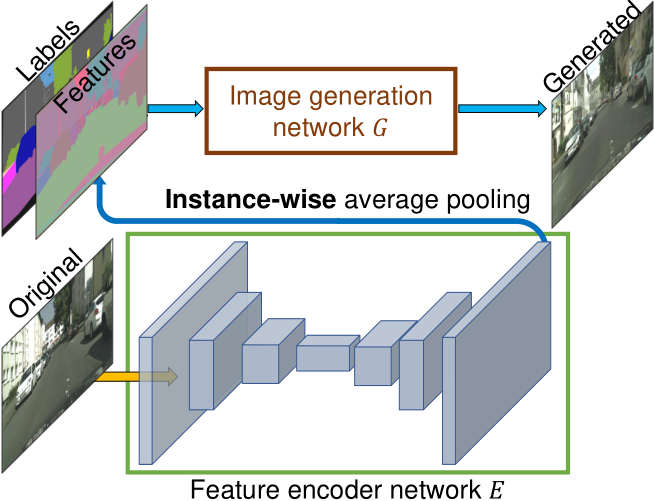 Labels
Features
Generated
Image generation
network G
Instance-wise average pooling
Original
Feature encoder network E